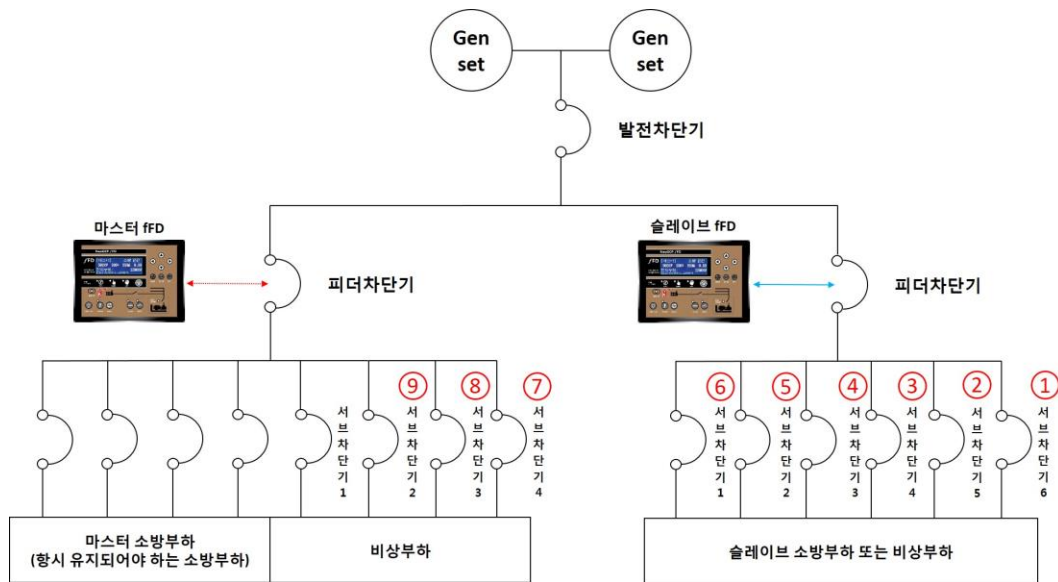 Gen
set
Gen
set
발전차단기
마스터 fFD
슬레이브 fFD
피더차단기
피더차단기
⑨
⑧
⑦
⑥
⑤
④
③
②
①
서브차단기1
서브차단기2
서브차단기3
서브차단기4
서브차단기1
서브차단기2
서브차단기3
서브차단기4
서브차단기5
서브차단기6
마스터 소방부하
(항시 유지되어야 하는 소방부하)
비상부하
슬레이브 소방부하 또는 비상부하